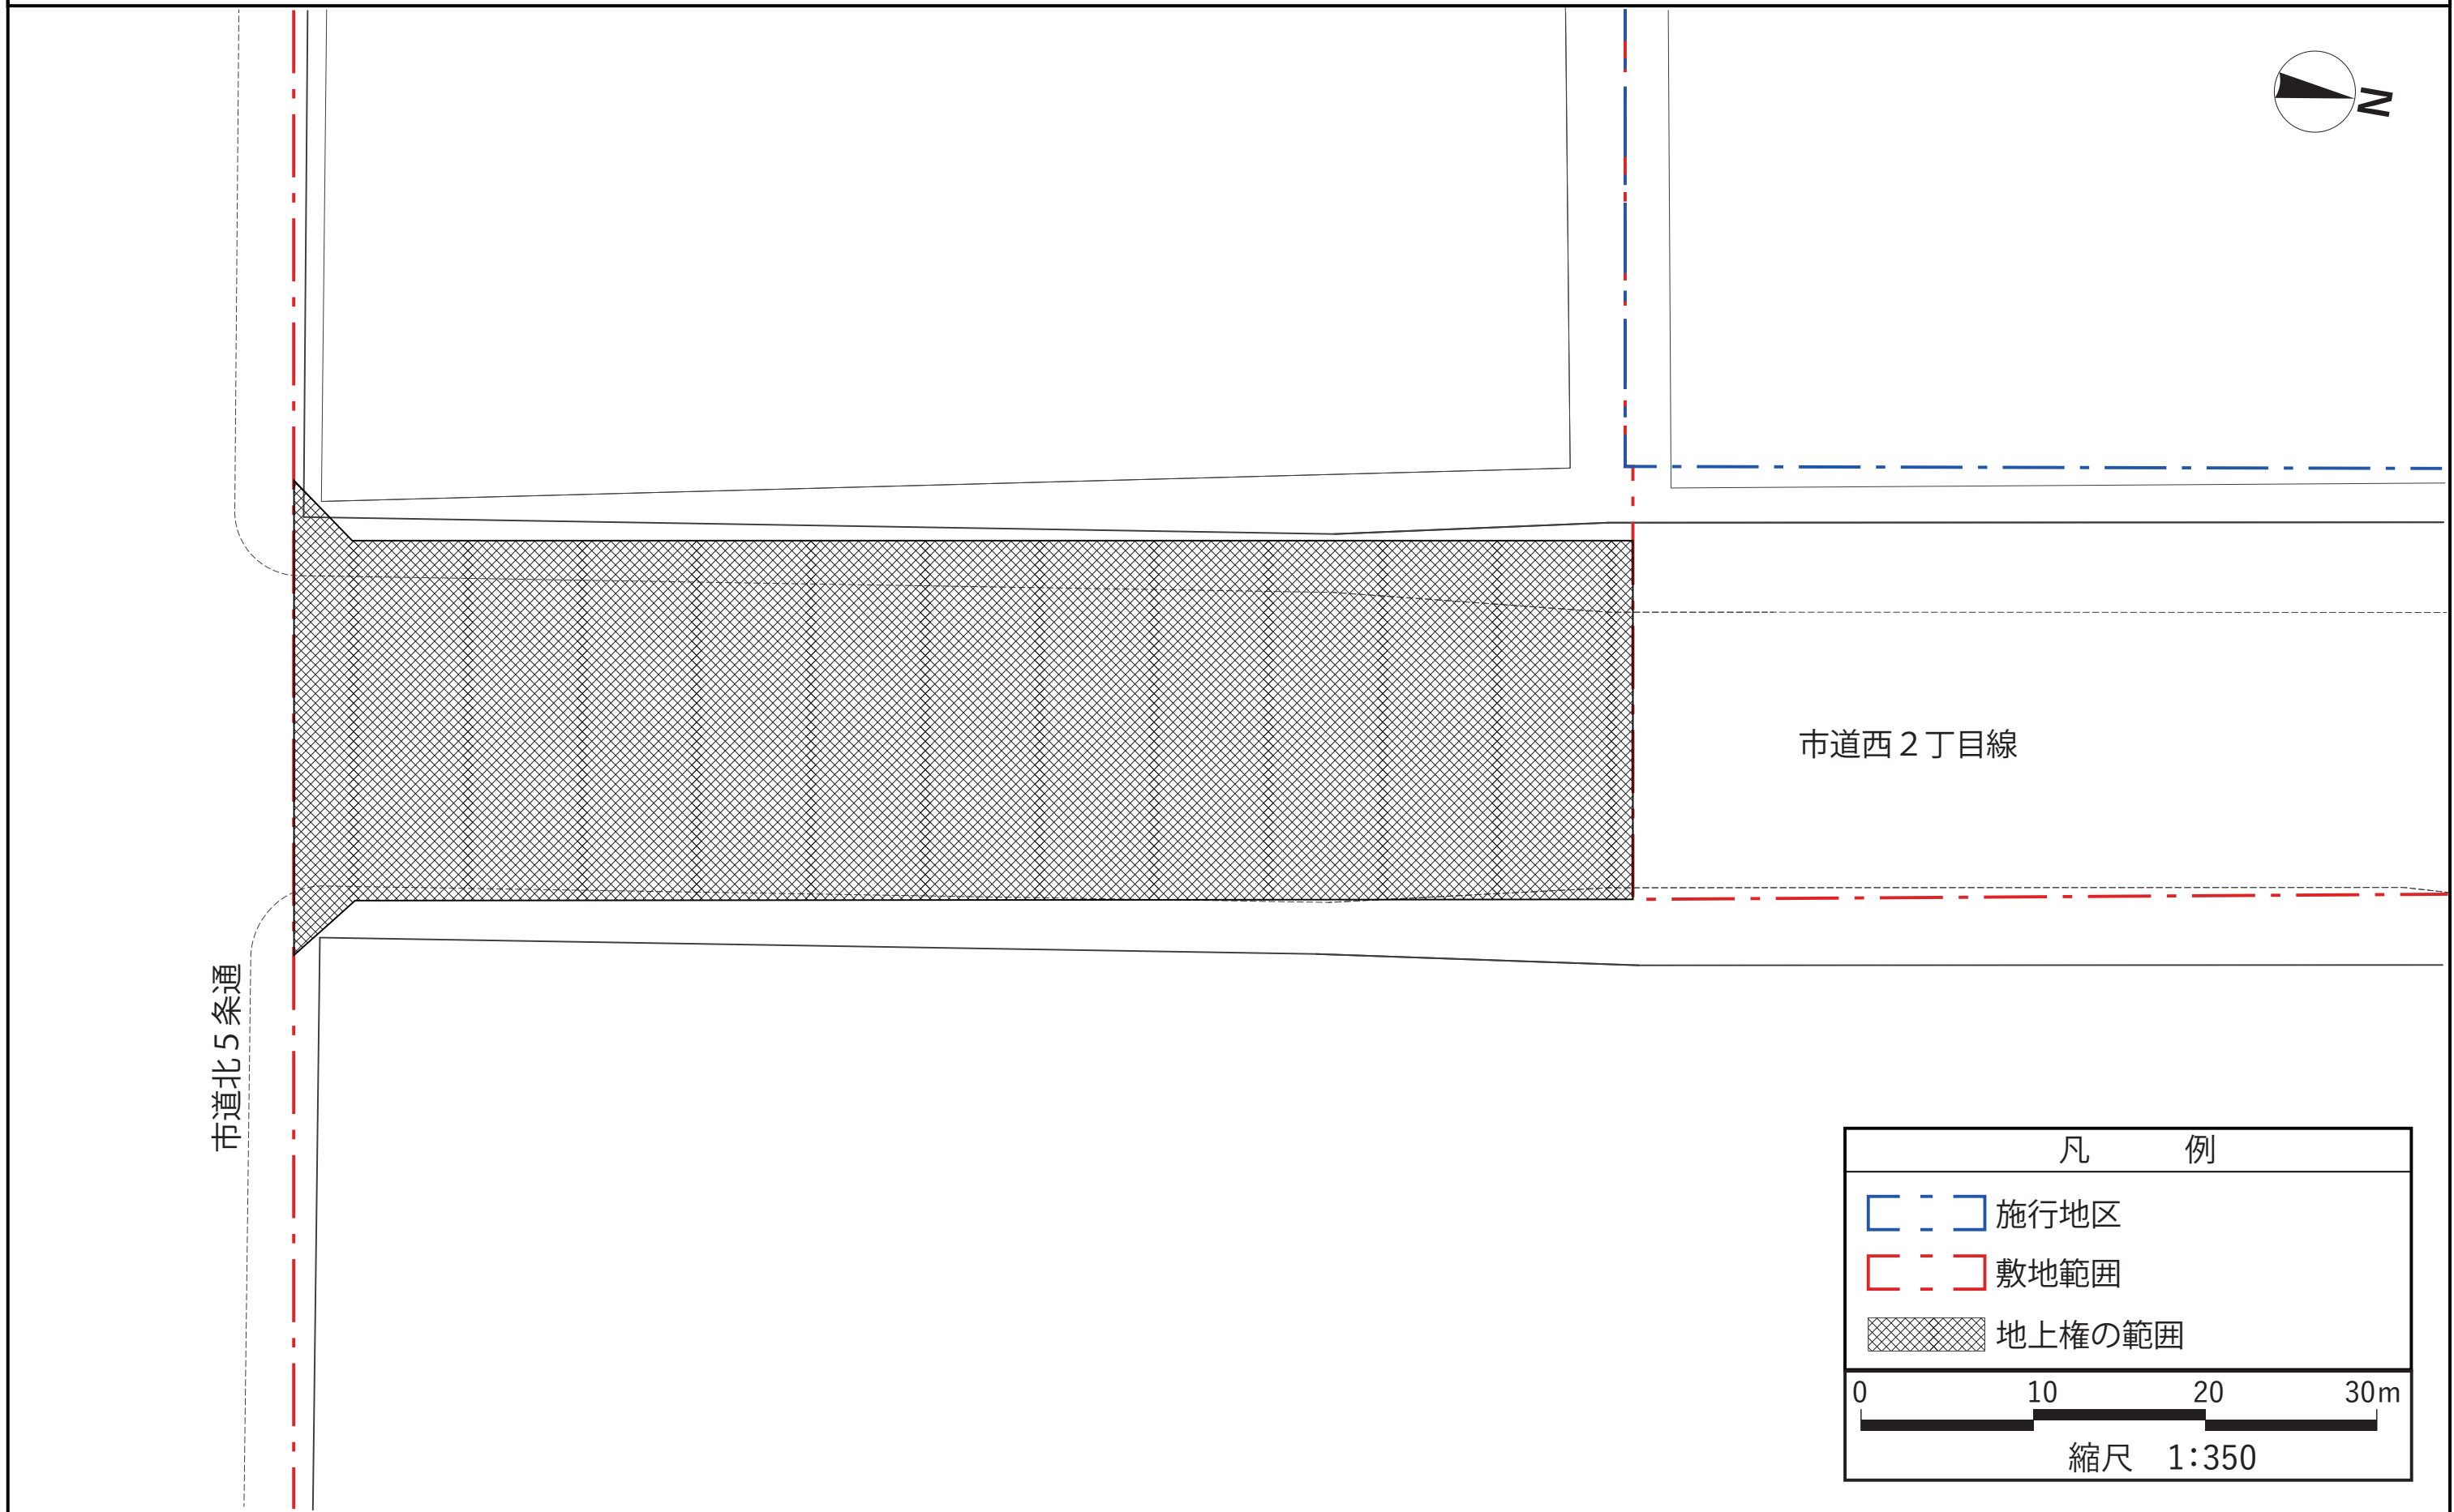 N
市道西２丁目線
市道北５条通
凡　　例
施行地区
敷地範囲
地上権の範囲
0 10 20 30m
縮尺　1:350